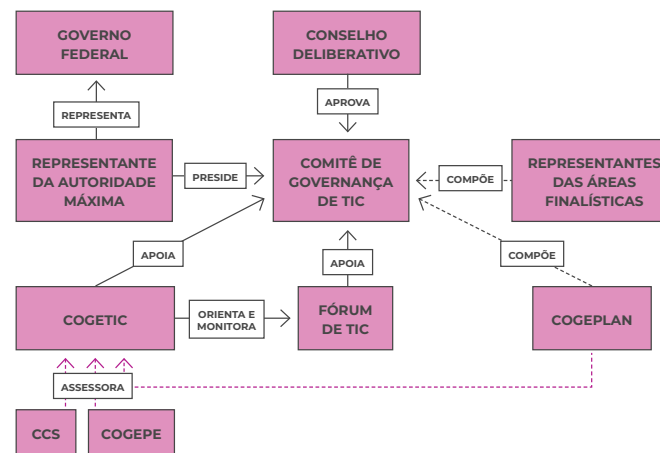 GOVERNO
FEDERAL
CONSELHO
DELIBERATIVO
REPRESENTA
APROVA
REPRESENTANTE
DA AUTORIDADE
MÁXIMA
PRESIDE
COMITÊ DE
GOVERNANÇA
DE TIC
COMPÕE
REPRESENTANTES
DAS ÁREAS
FINALÍSTICAS
APOIA
APOIA
COMPÕE
COGETIC
ORIENTA E
MONITORA
FÓRUM
DE TIC
COGEPLAN
ASSESSORA
CCS
COGEPE